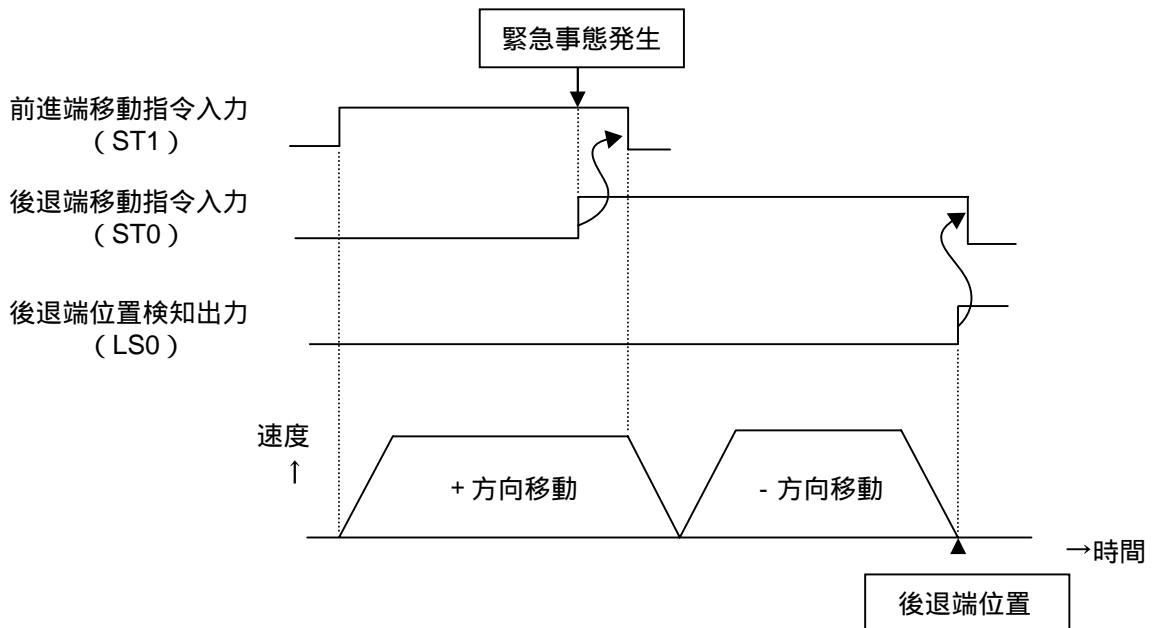 緊急事態発生
前進端移動指令入力
（ST1）
後退端移動指令入力
（ST0）
後退端位置検知出力
（LS0）
速度
↑
+ 方向移動
- 方向移動
→時間
後退端位置